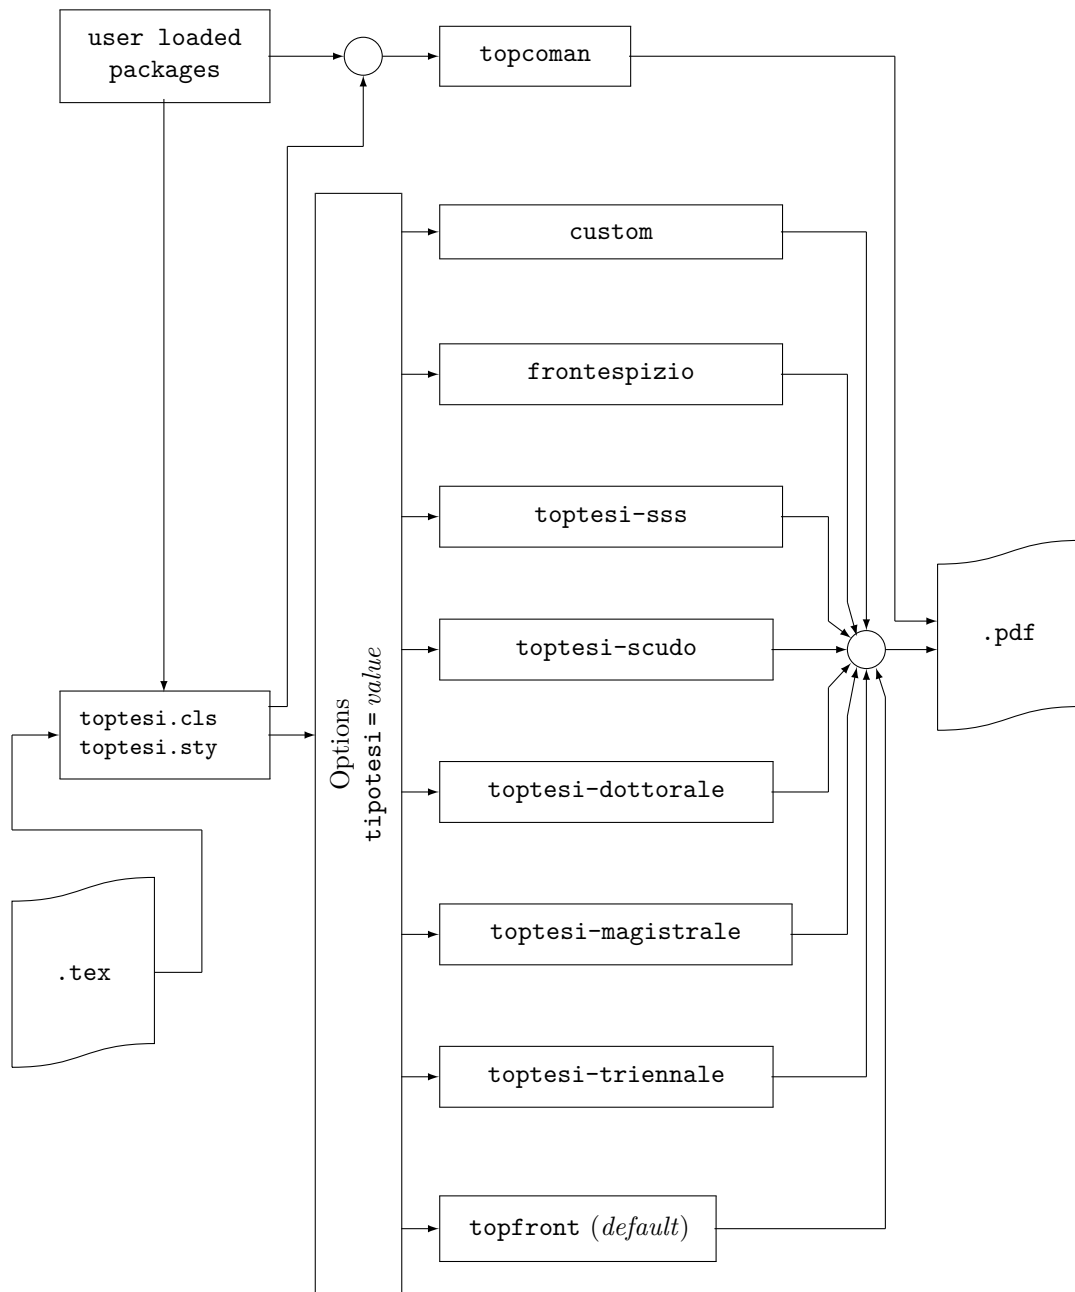 user loaded
packages
topcoman
custom
frontespizio
toptesi-sss
.pdf
toptesi-scudo
toptesi.cls
toptesi.sty
Options
tipotesi = value
toptesi-dottorale
toptesi-magistrale
.tex
toptesi-triennale
topfront (default)